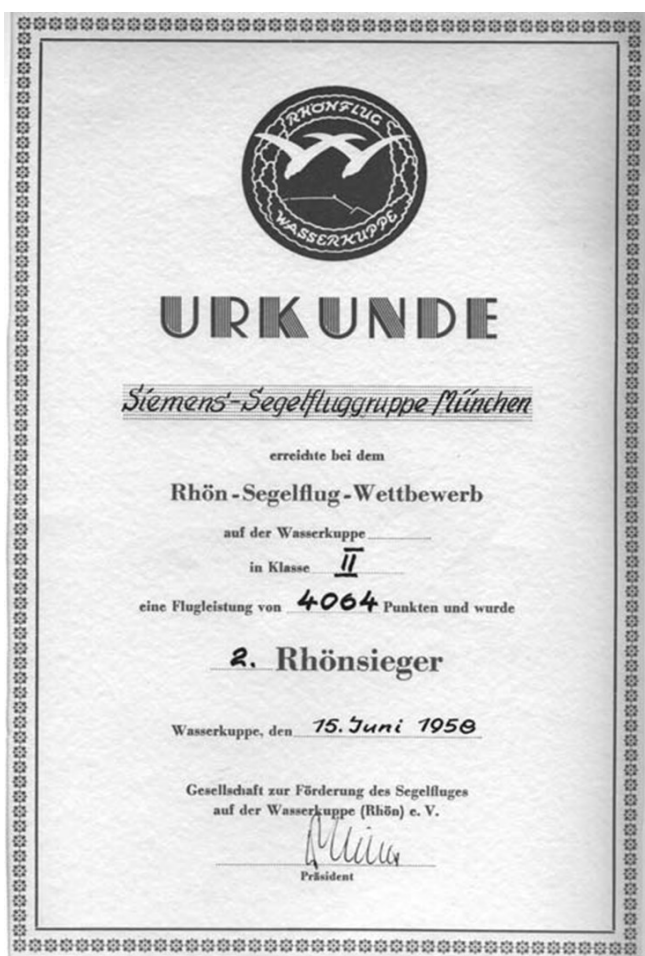 RHÖNFLUG
WASSERKUPPE
URKUNDE
Siemens-Segelfluggruppe München
erreichte bei dem
Rhön-Segelflug-Wettbewerb
auf der Wasserkuppe
in Klasse II
eine Flugleistung von 4064 Punkten und wurde
2. Rhönsieger
Wasserkuppe, den 15. Juni 1958
Gesellschaft zur Förderung des Segelfluges
auf der Wasserkuppe (Rhön) e. V.
Präsident